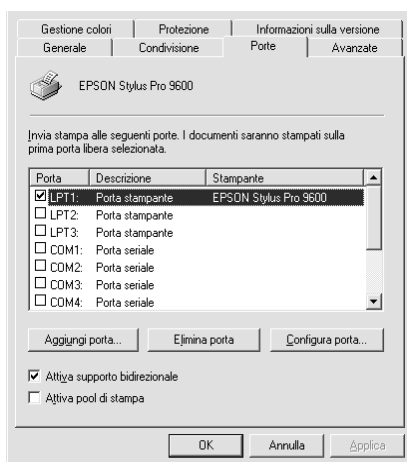 Gestione colori Protezione Informazioni sulla versione
Generale Condivisione Porte Avanzate
EPSON Stylus Pro 9600
Invia stampa alle seguenti porte. I documenti saranno stampati sulla
prima porta libera selezionata.
Porta Descrizione Stampante
LPT1: Porta stampante EPSON Stylus Pro 9600
LPT2: Porta stampante
LPT3: Porta stampante
COM1: Porta seriale
COM2: Porta seriale
COM3: Porta seriale
COM4: Porta seriale
Aggiungi porta... Elimina porta Configura porta...
Attiva supporto bidirezionale
Attiva pool di stampa
OK Annulla Applica